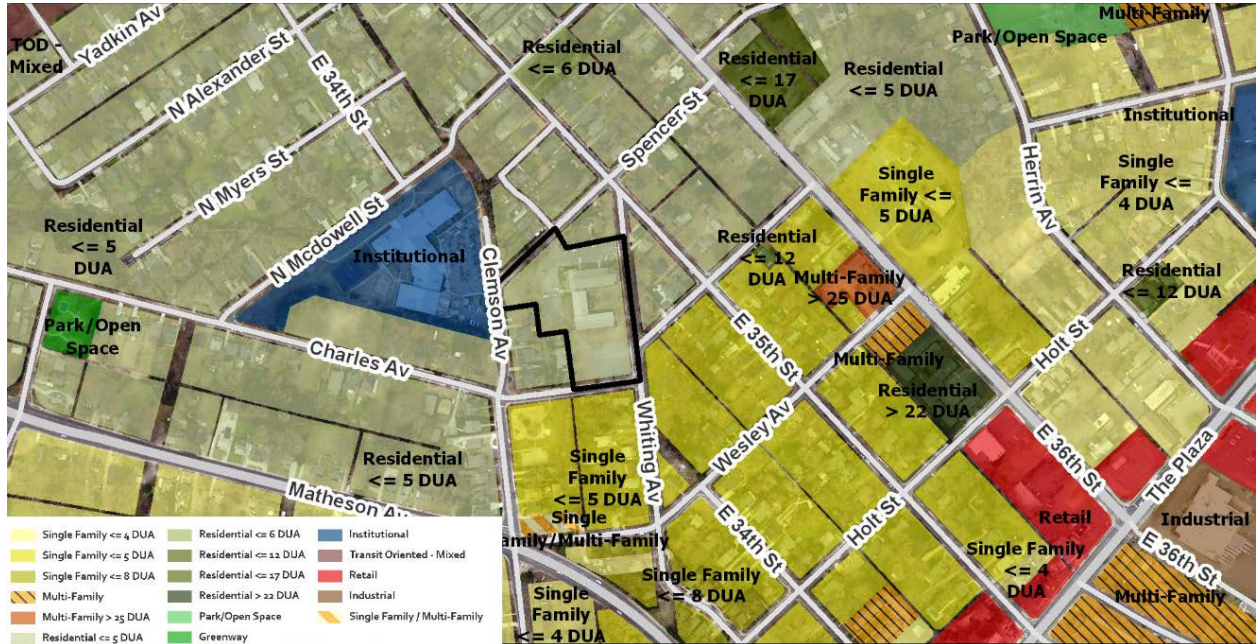 TOD -
Mixed
Yadkin Av
N Alexander St
E 34th St
N Myers St
N Mcdowell St
Residential
<= 6 DUA
Residential
<= 17
DUA
Residential
<= 5 DUA
Park/Open Space
Multi-Family
Institutional
Spencer St
Herrin Av
Single
Family <=
5 DUA
Single
Family <=
4 DUA
Residential
<= 5
DUA
Institutional
Clemson Av
Residential
<= 12
DUA
Multi-Family
> 25 DUA
Residential
<= 12 DUA
Park/Open
Space
Charles Av
E 35th St
Multi-Family
Holt St
Residential
> 22 DUA
Whiting Av
Wesley Av
E 36th St
The Plaza
Residential
<= 5 DUA
Matheson Av
Single
Family
<= 5 DUA
Single
Family/Multi-Family
E 34th St
Holt St
Retail
Industrial
E 36th St
Single Family
<= 8 DUA
Single Family
<= 4
DUA
Multi-Family
Single
Family
<= 4 DUA
Single Family <= 4 DUA
Single Family <= 5 DUA
Single Family <= 8 DUA
Multi-Family
Multi-Family > 25 DUA
Residential <= 5 DUA
Residential <= 6 DUA
Residential <= 12 DUA
Residential <= 17 DUA
Residential > 22 DUA
Park/Open Space
Greenway
Institutional
Transit Oriented - Mixed
Retail
Industrial
Single Family / Multi-Family